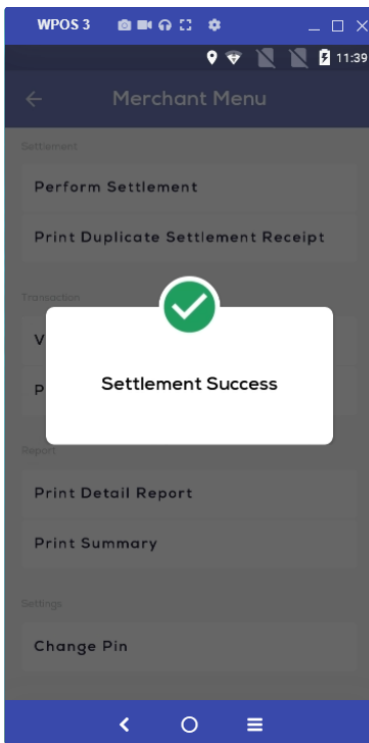 WPOS 3
11:39
Merchant Menu
Settlement
Perform Settlement
Print Duplicate Settlement Receipt
Transaction
V
P
Settlement Success
Report
Print Detail Report
Print Summary
Settings
Change Pin